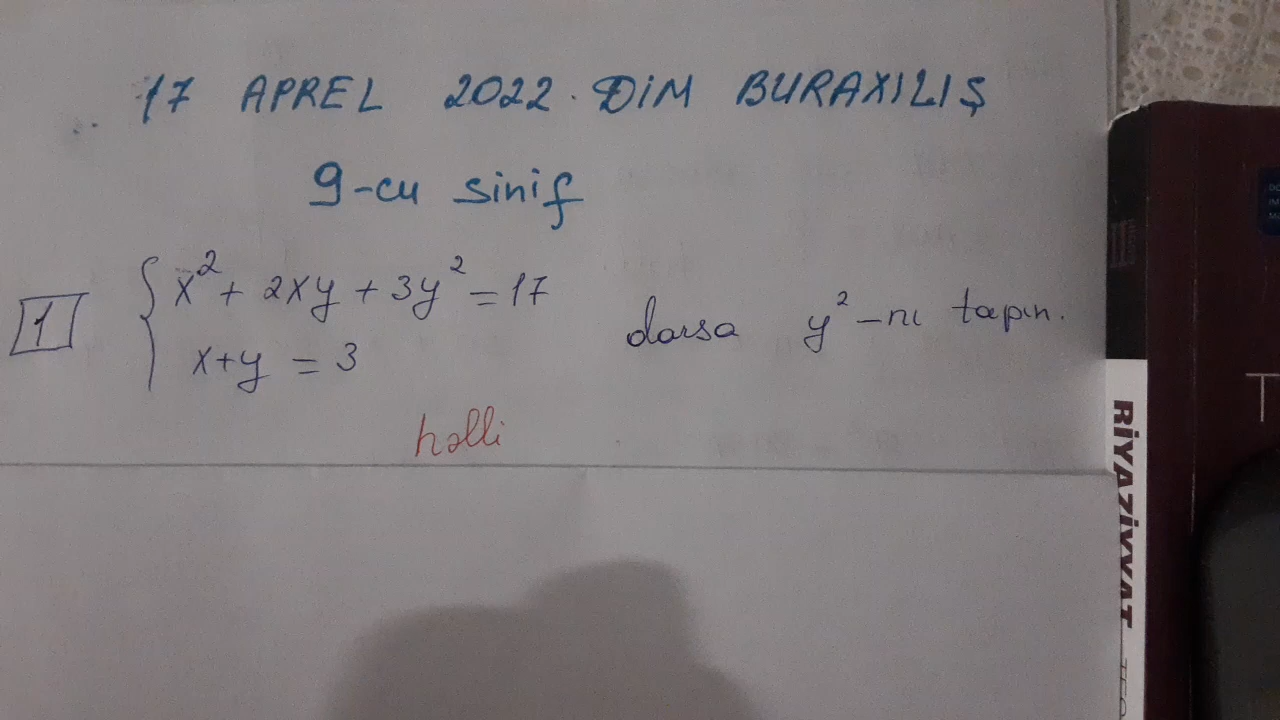 17 APREL 2022. DİM BURAXILIŞ
9-cu sinif
1
x² + 2xy + 3y² = 17
x+y = 3
darsa y² -nı tapın.
həlli
RİYAZİYYAT